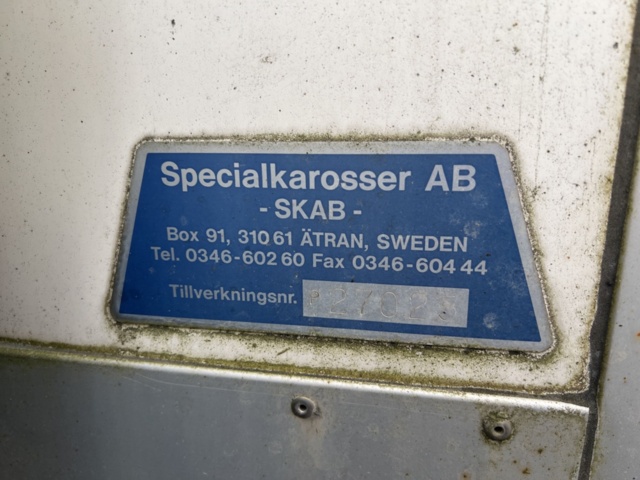 Specialkarosser AB
- SKAB -
Box 91, 310 61 ÄTRAN, SWEDEN
Tel. 0346-602 60 Fax 0346-604 44
Tillverkningsnr.